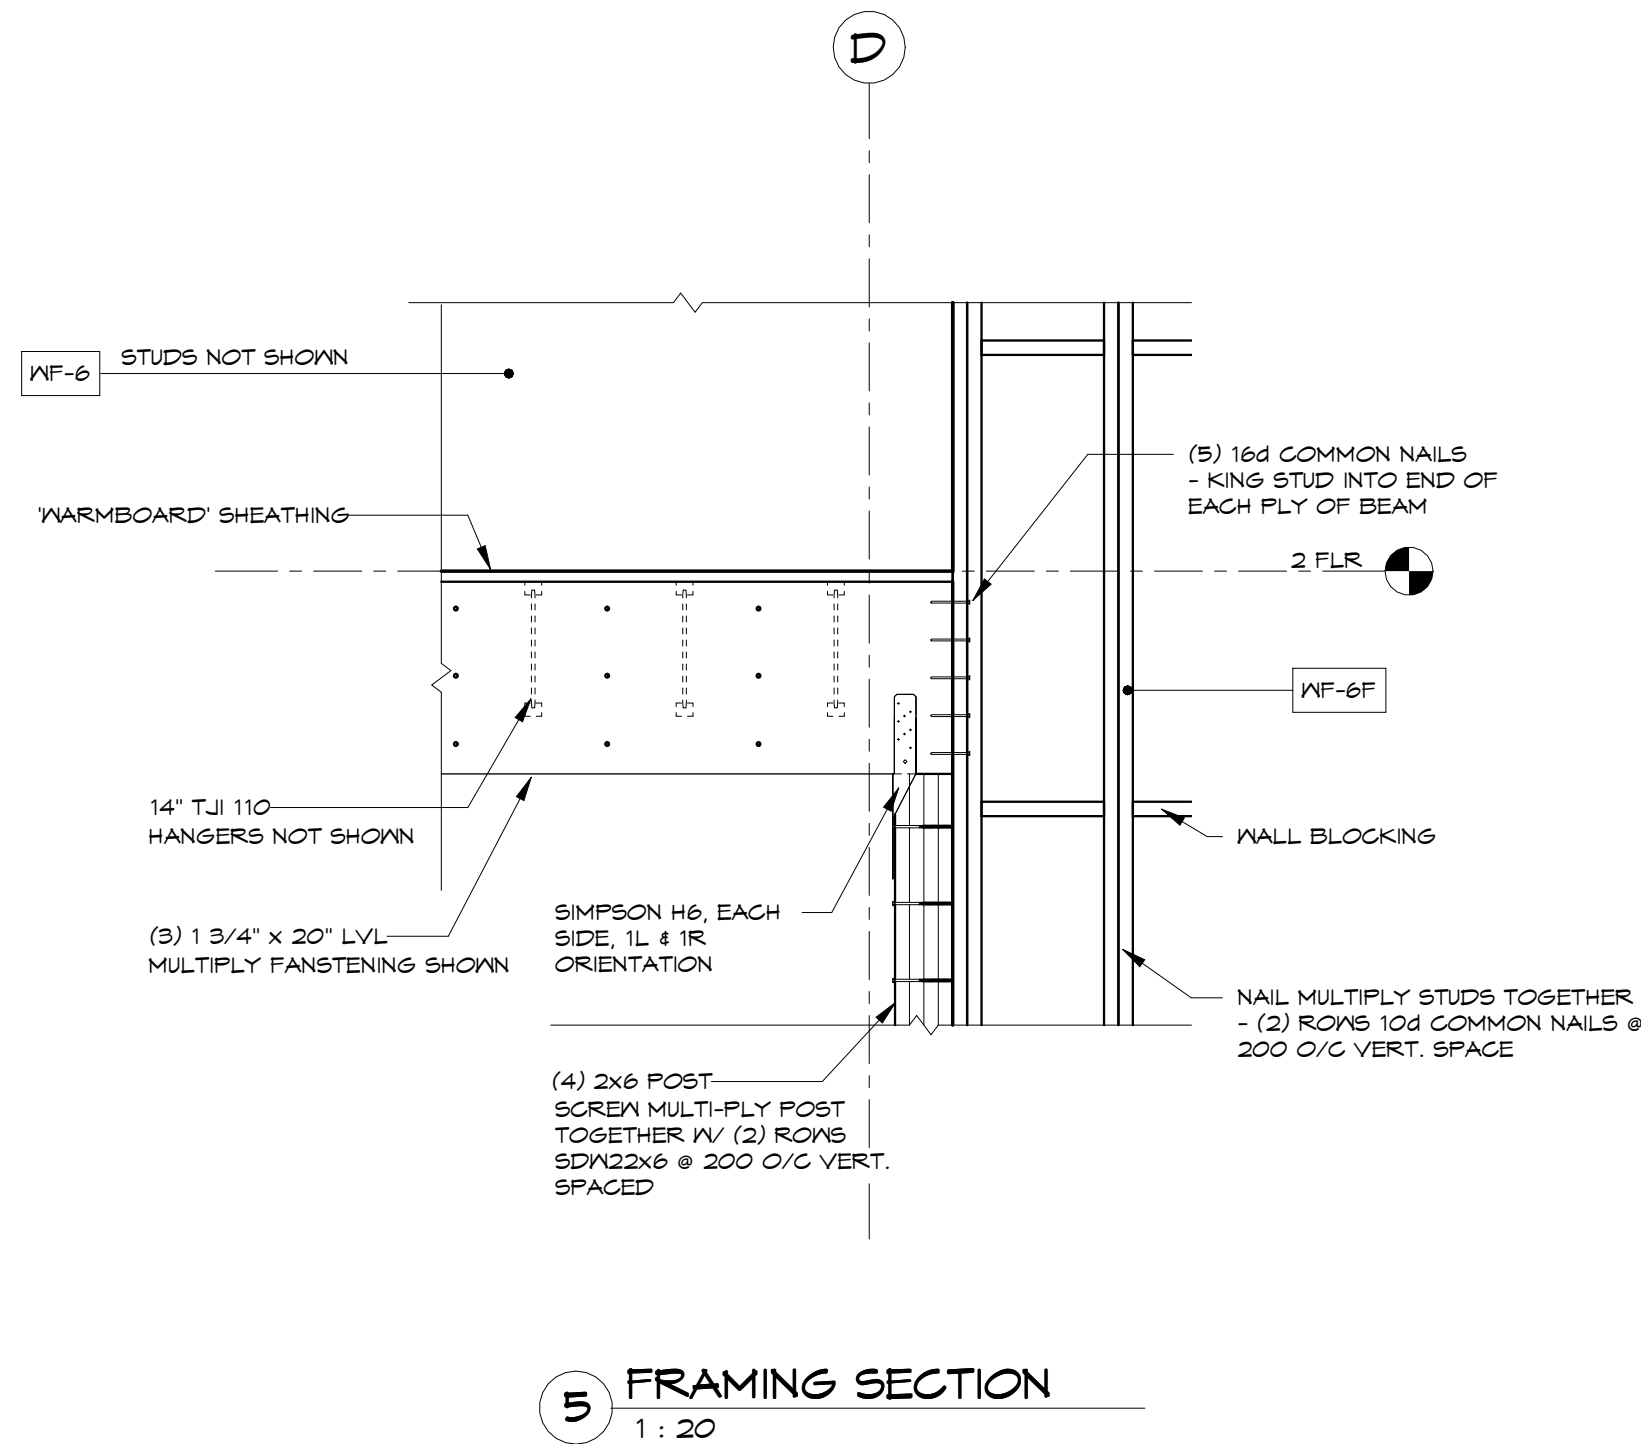 D
STUDS NOT SHOWN
WF-6
(5) 16d COMMON NAILS
- KING STUD INTO END OF
EACH PLY OF BEAM
'WARMBOARD' SHEATHING
2 FLR
WF-6F
14" TJI 110
HANGERS NOT SHOWN
WALL BLOCKING
(3) 1 3/4" x 20" LVL
MULTIPLY FANSTENING SHOWN
SIMPSON H6, EACH
SIDE, 1L & 1R
ORIENTATION
NAIL MULTIPLY STUDS TOGETHER
- (2) ROWS 10d COMMON NAILS @
200 O/C VERT. SPACE
(4) 2x6 POST
SCREW MULTI-PLY POST
TOGETHER W/ (2) ROWS
SDW22x6 @ 200 O/C VERT.
SPACED
5 FRAMING SECTION
1 : 20